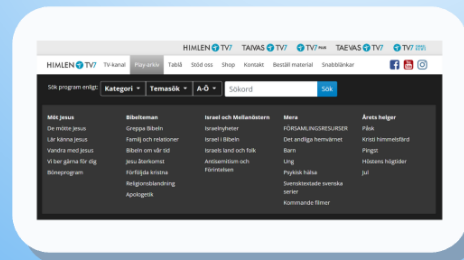 HIMLEN TV7 TAIVAS TV7 TV7 PLUS TAEVAS TV7 TV7
HIMLEN TV7 TV-kanal Play-arkiv Tablå Stöd oss Shop Kontakt Beställ material Snabblänkar
Sök program enligt: Kategori Temasök A-Ö Sökord Sök
Möt Jesus Bibelteman Israel och Mellanöstern Mera Årets helger
De mötte Jesus Greppa Bibeln Israelnyheter FÖRSAMLINGSRESURSER Påsk
Lär känna Jesus Familj och relationer Israel i Bibeln Det andliga hemvärnet Kristi himmelsfärd
Vandra med Jesus Bibeln om vår tid Israels land och folk Barn Pingst
Vi ber gärna för dig Jesu återkomst Antisemitism och Förintelsen Ung Höstens högtider
Böneprogram Förföljda kristna Psykisk hälsa Jul
Religionsblandning Svensktextade svenska serier
Apologetik Kommande filmer